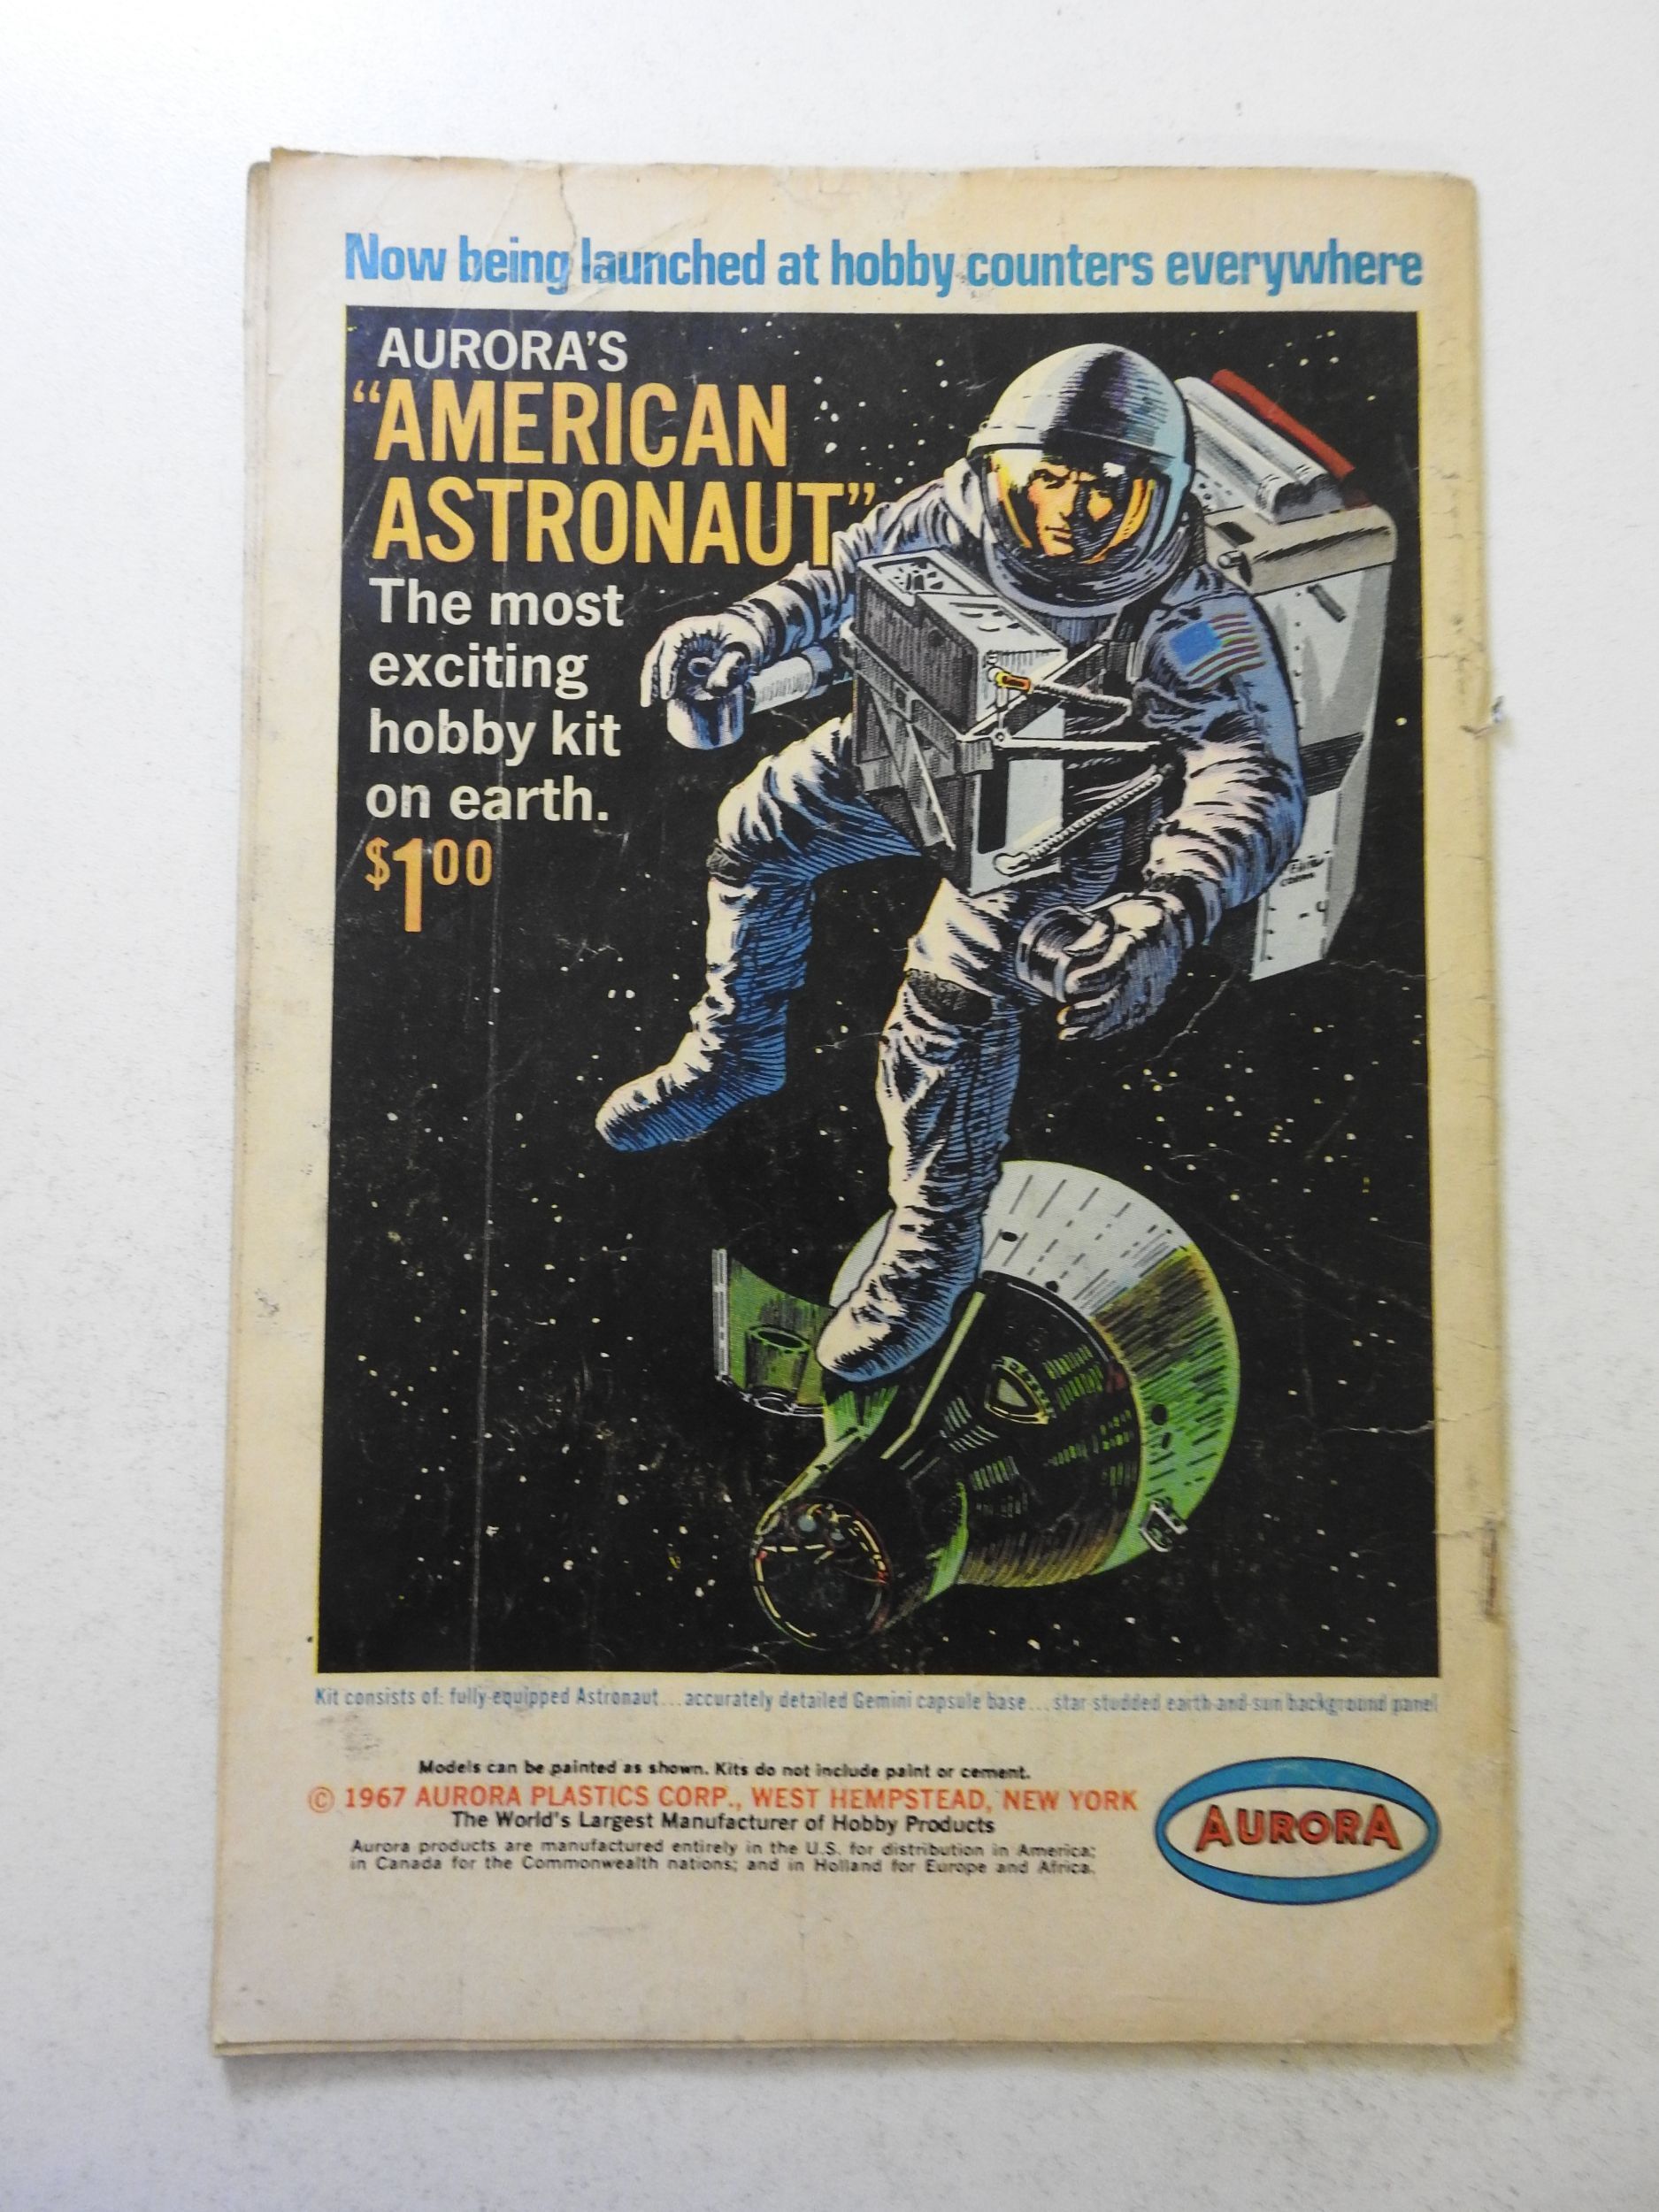 Now being launched at hobby counters everywhere
AURORA'S
“AMERICAN
ASTRONAUT”
The most
exciting
hobby kit
on earth.
$1.00
Kit consists of: fully-equipped Astronaut...accurately detailed Gemini capsule base...star-studded earth-and-sun background panel
Models can be painted as shown. Kits do not include paint or cement.
© 1967 AURORA PLASTICS CORP., WEST HEMPSTEAD, NEW YORK
The World's Largest Manufacturer of Hobby Products
Aurora products are manufactured entirely in the U.S. for distribution in America;
in Canada for the Commonwealth nations; and in Holland for Europe and Africa.
AURORA